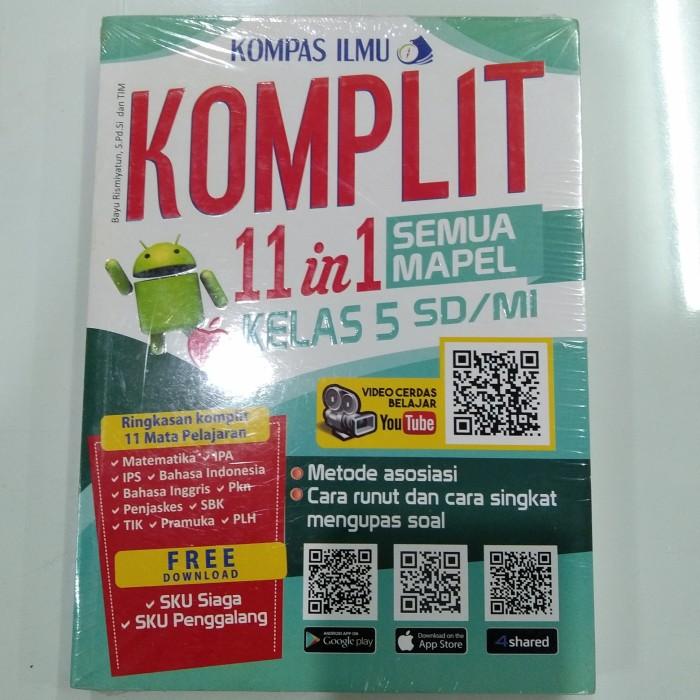 KOMPAS ILMU
Bayu Rismiyatun, S.Pd.Si dan TIM
KOMPLIT
11 in 1
SEMUA
MAPEL
KELAS 5 SD/MI
VIDEO CERDAS
BELAJAR
YouTube
Ringkasan komplit
11 Mata Pelajaran
Matematika IPA
IPS Bahasa Indonesia
Bahasa Inggris Pkn
Penjaskes SBK
TIK Pramuka PLH
Metode asosiasi
Cara runut dan cara singkat
mengupas soal
FREE
DOWNLOAD
SKU Siaga
SKU Penggalang
ANDROID APP ON
Google play
Download on the
App Store
4shared